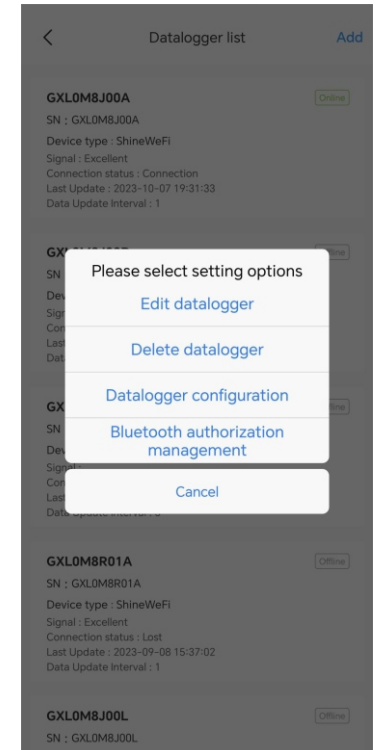 Datalogger list
Add
GXL0M8J00A
Online
SN : GXL0M8J00A
Device type : ShineWeFi
Signal : Excellent
Connection status : Connection
Last Update : 2023-10-07 19:31:33
Data Update Interval : 1
SN
Please select setting options
Edit datalogger
Delete datalogger
Datalogger configuration
SN
Bluetooth authorization
management
Cancel
GXL0M8R01A
Offline
SN : GXL0M8R01A
Device type : ShineWeFi
Signal : Excellent
Connection status : Lost
Last Update : 2023-09-08 15:37:02
Data Update Interval : 1
GXL0M8J00L
Offline
SN : GXL0M8J00L